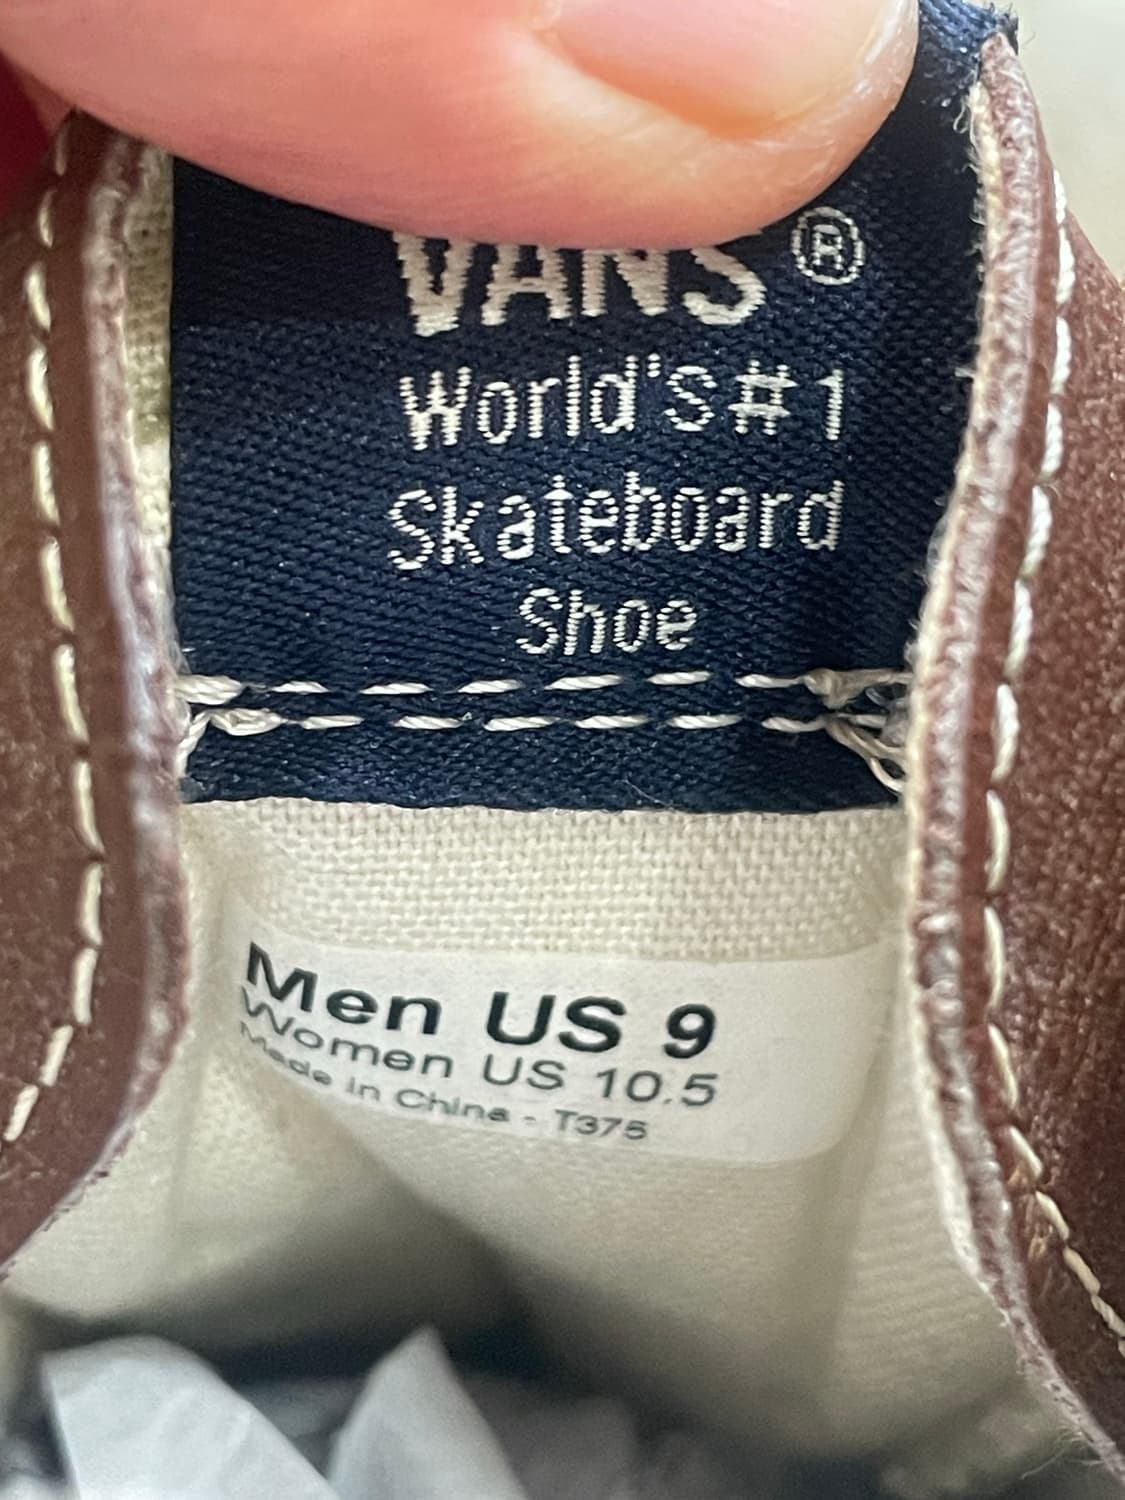 VANS®
World's #1
Skateboard
Shoe
Men US 9
Women US 10.5
Made in China - T375